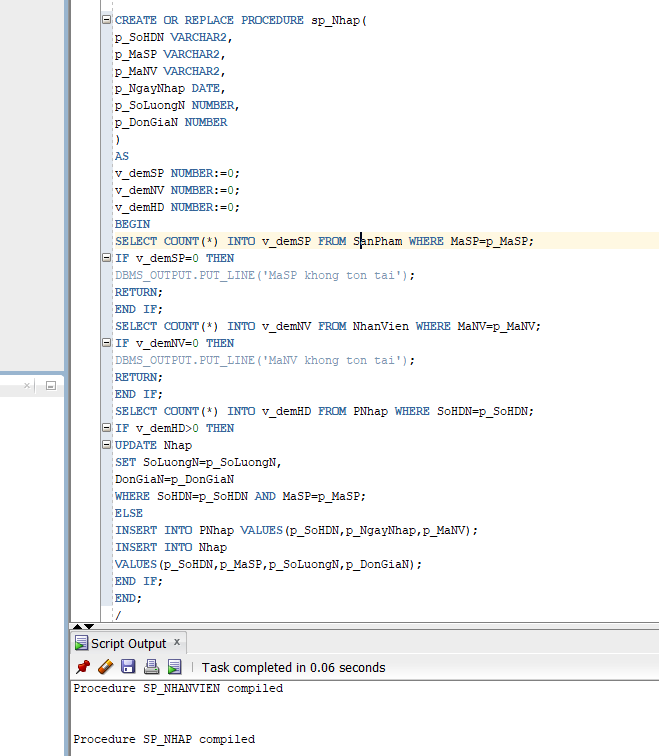 CREATE OR REPLACE PROCEDURE sp_Nhap(
p_SoHDN VARCHAR2,
p_MaSP VARCHAR2,
p_MaNV VARCHAR2,
p_NgayNhap DATE,
p_SoLuongN NUMBER,
p_DonGiaN NUMBER
)
AS
v_demSP NUMBER:=0;
v_demNV NUMBER:=0;
v_demHD NUMBER:=0;
BEGIN
SELECT COUNT(*) INTO v_demSP FROM SanPham WHERE MaSP=p_MaSP;
IF v_demSP=0 THEN
DBMS_OUTPUT.PUT_LINE('MaSP khong ton tai');
RETURN;
END IF;
SELECT COUNT(*) INTO v_demNV FROM NhanVien WHERE MaNV=p_MaNV;
IF v_demNV=0 THEN
DBMS_OUTPUT.PUT_LINE('MaNV khong ton tai');
RETURN;
END IF;
SELECT COUNT(*) INTO v_demHD FROM PNhap WHERE SoHDN=p_SoHDN;
IF v_demHD>0 THEN
UPDATE Nhap
SET SoLuongN=p_SoLuongN,
DonGiaN=p_DonGiaN
WHERE SoHDN=p_SoHDN AND MaSP=p_MaSP;
ELSE
INSERT INTO PNhap VALUES(p_SoHDN,p_NgayNhap,p_MaNV);
INSERT INTO Nhap
VALUES(p_SoHDN,p_MaSP,p_SoLuongN,p_DonGiaN);
END IF;
END;
/
Script Output
Task completed in 0.06 seconds
Procedure SP_NHANVIEN compiled
Procedure SP_NHAP compiled